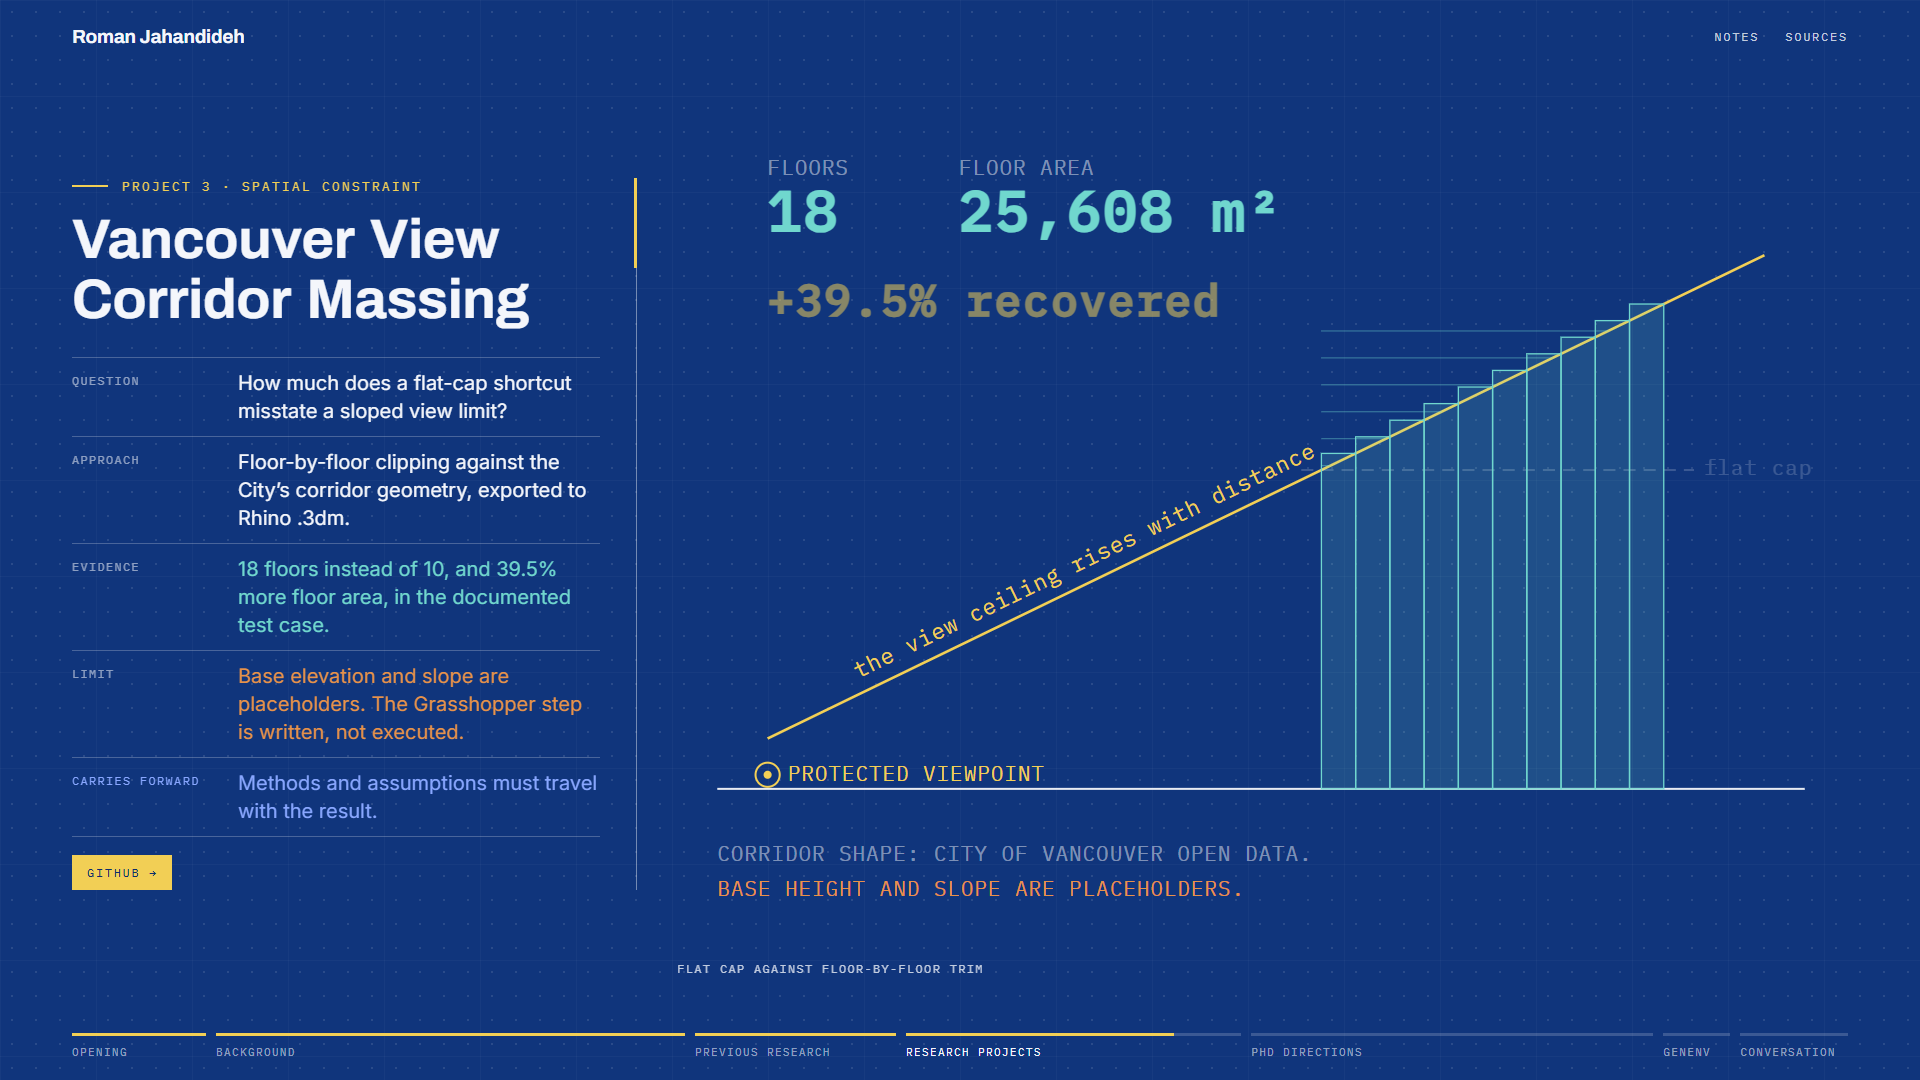 Roman Jahandideh
NOTES
SOURCES
PROJECT 3 · SPATIAL CONSTRAINT
Vancouver View
Corridor Massing
QUESTION
How much does a flat-cap shortcut
misstate a sloped view limit?
APPROACH
Floor-by-floor clipping against the
City’s corridor geometry, exported to
Rhino .3dm.
EVIDENCE
18 floors instead of 10, and 39.5%
more floor area, in the documented
test case.
LIMIT
Base elevation and slope are
placeholders. The Grasshopper step
is written, not executed.
CARRIES FORWARD
Methods and assumptions must travel
with the result.
GITHUB →
FLOORS
18
FLOOR AREA
25,608 m²
+39.5% recovered
the view ceiling rises with distance
flat cap
PROTECTED VIEWPOINT
CORRIDOR SHAPE: CITY OF VANCOUVER OPEN DATA.
BASE HEIGHT AND SLOPE ARE PLACEHOLDERS.
FLAT CAP AGAINST FLOOR-BY-FLOOR TRIM
OPENING
BACKGROUND
PREVIOUS RESEARCH
RESEARCH PROJECTS
PHD DIRECTIONS
GENENV
CONVERSATION